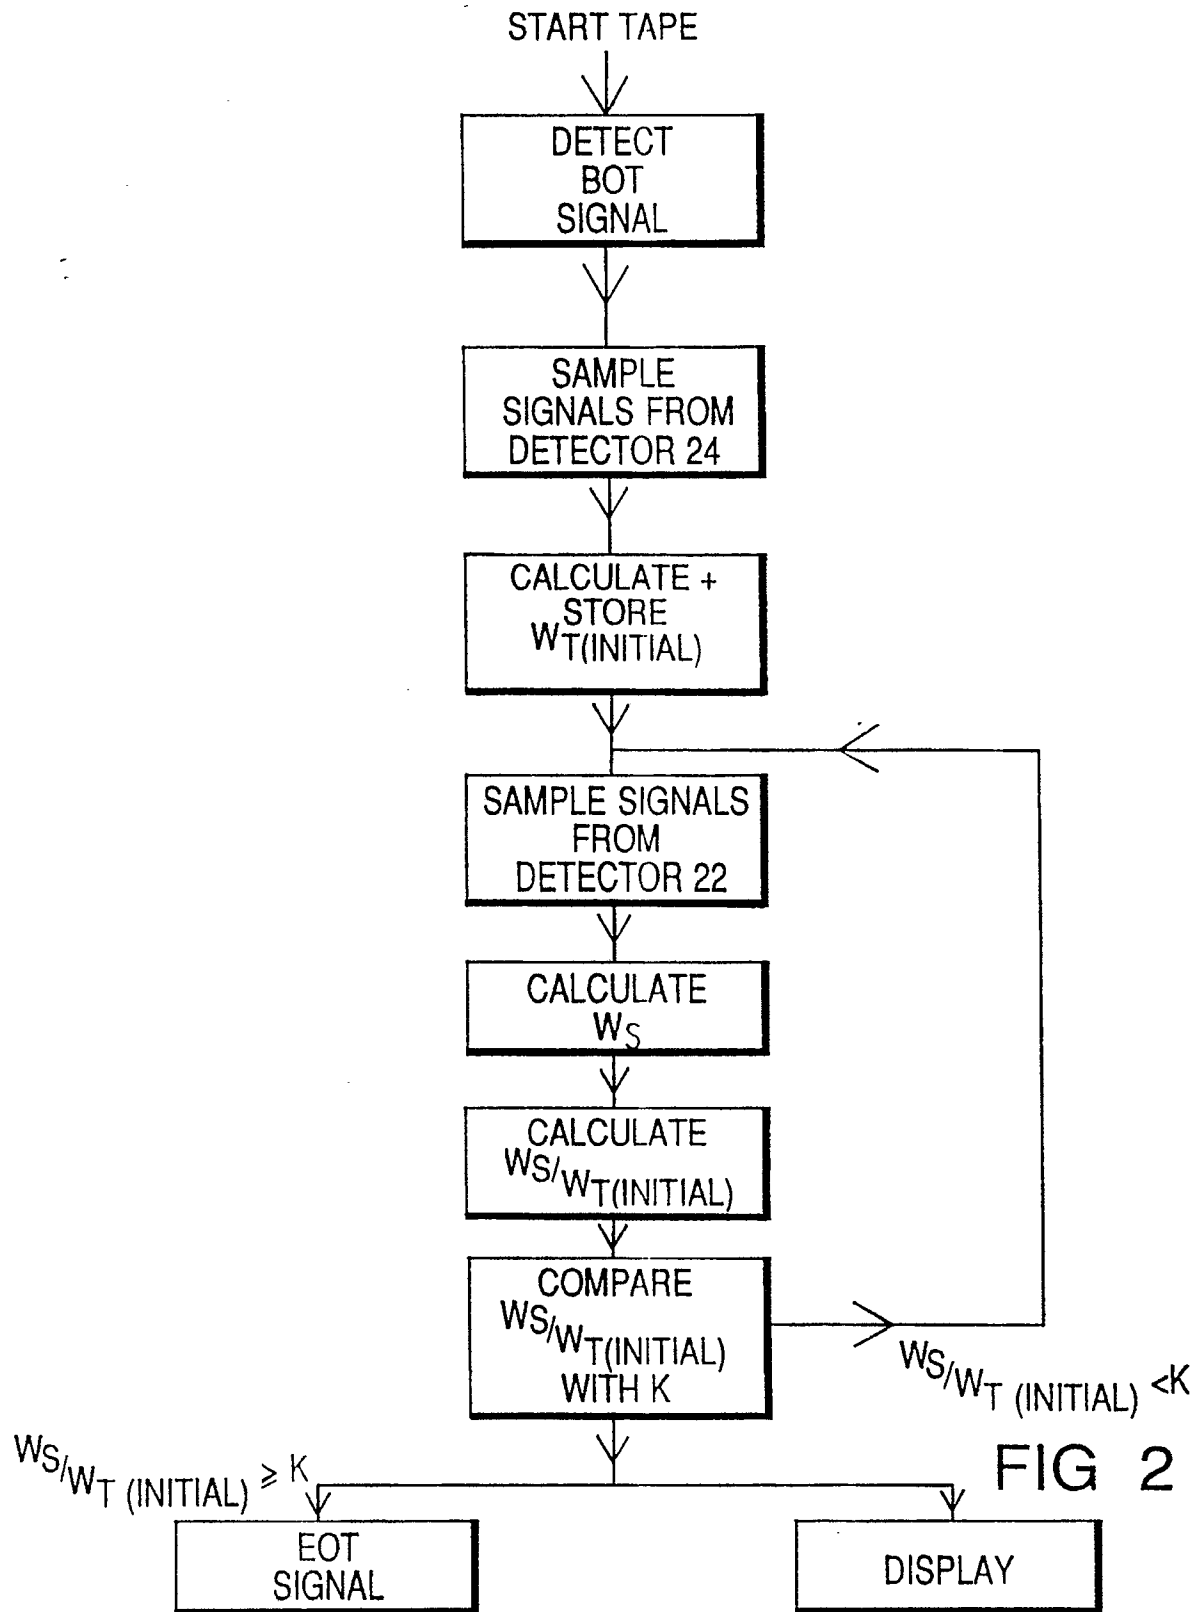 START TAPE
DETECT
BOT
SIGNAL
SAMPLE
SIGNALS FROM
DETECTOR 24
CALCULATE +
STORE
WT(INITIAL)
SAMPLE SIGNALS
FROM
DETECTOR 22
CALCULATE
WS
CALCULATE
WS/WT(INITIAL)
COMPARE
WS/WT(INITIAL)
WITH K
WS/WT (INITIAL) <K
WS/WT (INITIAL) ⩾ K
FIG 2
EOT
SIGNAL
DISPLAY